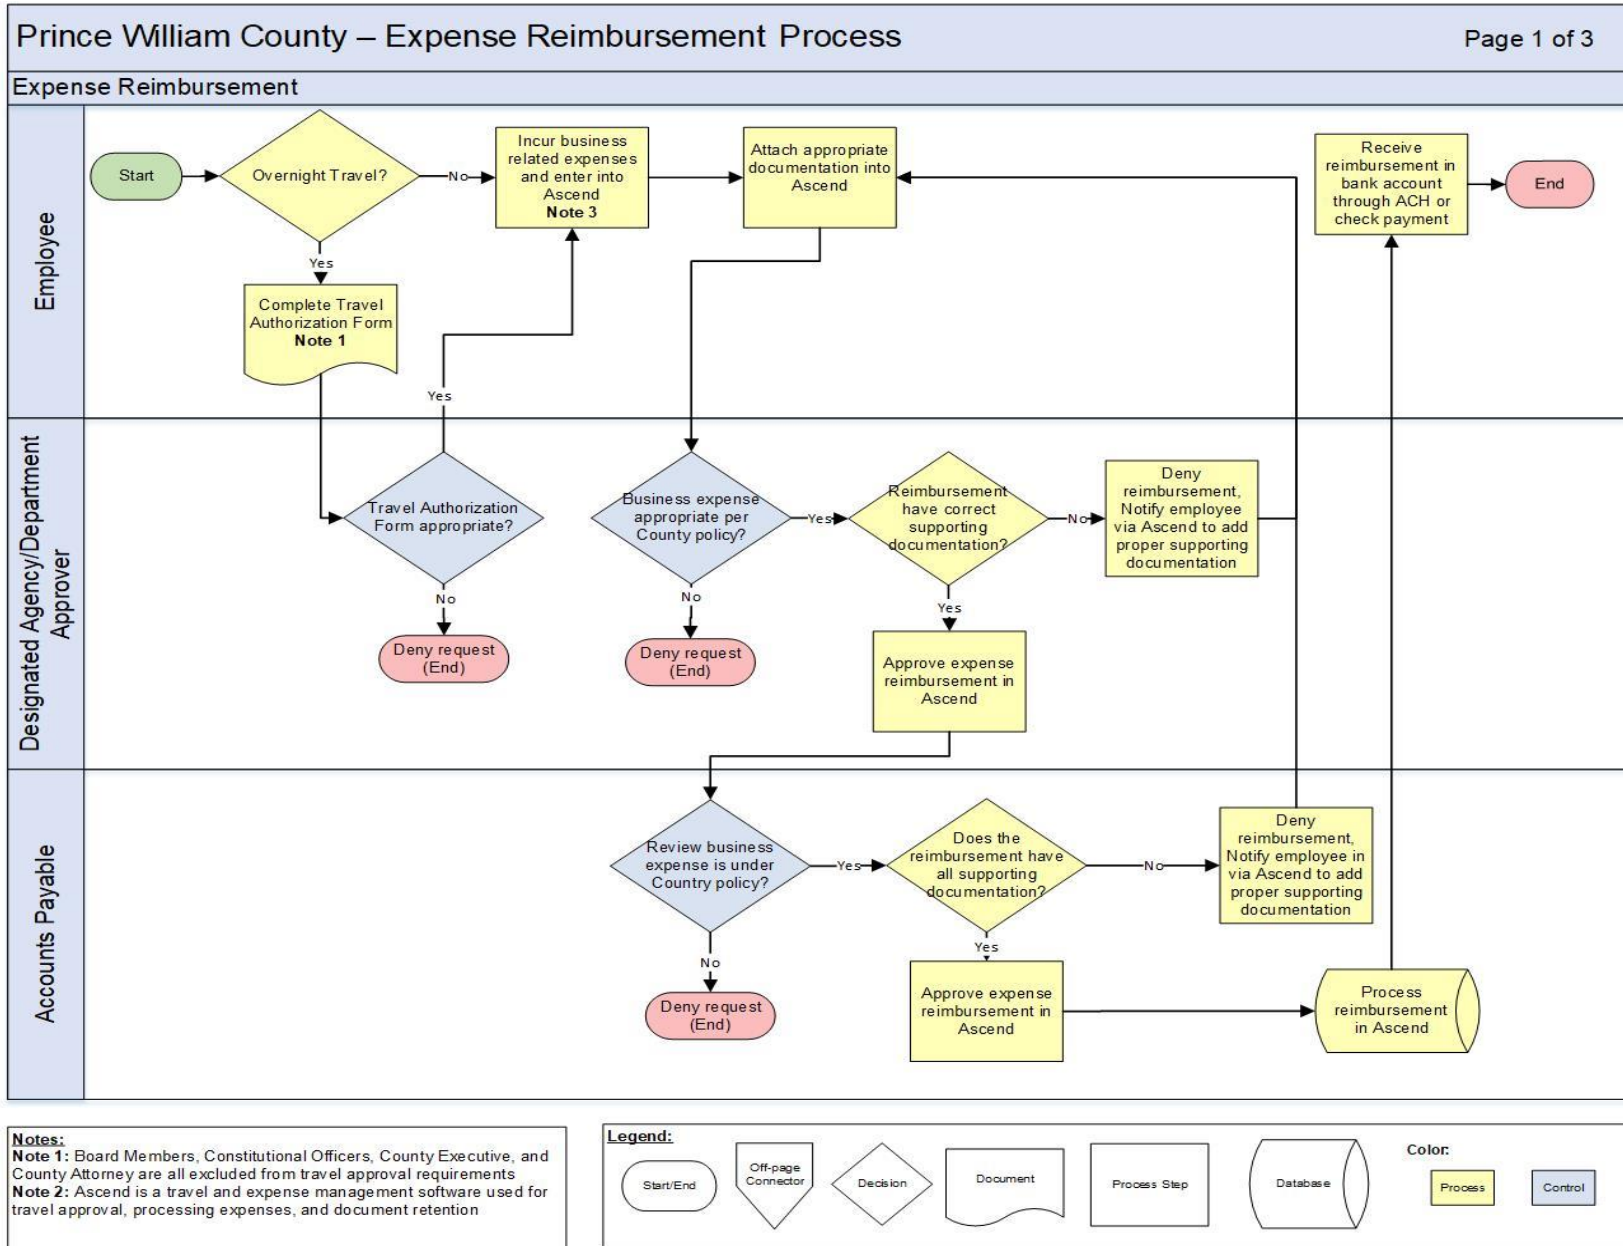 Prince William County – Expense Reimbursement Process
Page 1 of 3
Expense Reimbursement
Employee
Start
Overnight Travel?
No
Yes
Complete Travel
Authorization Form
Note 1
Incur business
related expenses
and enter into
Ascend
Note 3
Attach appropriate
documentation into
Ascend
Receive
reimbursement in
bank account
through ACH or
check payment
End
Yes
Designated Agency/Department
Approver
Travel Authorization
Form appropriate?
No
Deny request
(End)
Business expense
appropriate per
County policy?
Yes
No
Deny request
(End)
Reimbursement
have correct
supporting
documentation?
No
Yes
Deny
reimbursement,
Notify employee
via Ascend to add
proper supporting
documentation
Approve expense
reimbursement in
Ascend
Accounts Payable
Review business
expense is under
Country policy?
Yes
No
Deny request
(End)
Does the
reimbursement have
all supporting
documentation?
No
Yes
Deny
reimbursement,
Notify employee in
via Ascend to add
proper supporting
documentation
Approve expense
reimbursement in
Ascend
Process
reimbursement
in Ascend
Notes:
Note 1: Board Members, Constitutional Officers, County Executive, and
County Attorney are all excluded from travel approval requirements
Note 2: Ascend is a travel and expense management software used for
travel approval, processing expenses, and document retention
Legend:
Start/End
Off-page
Connector
Decision
Document
Process Step
Database
Color:
Process
Control